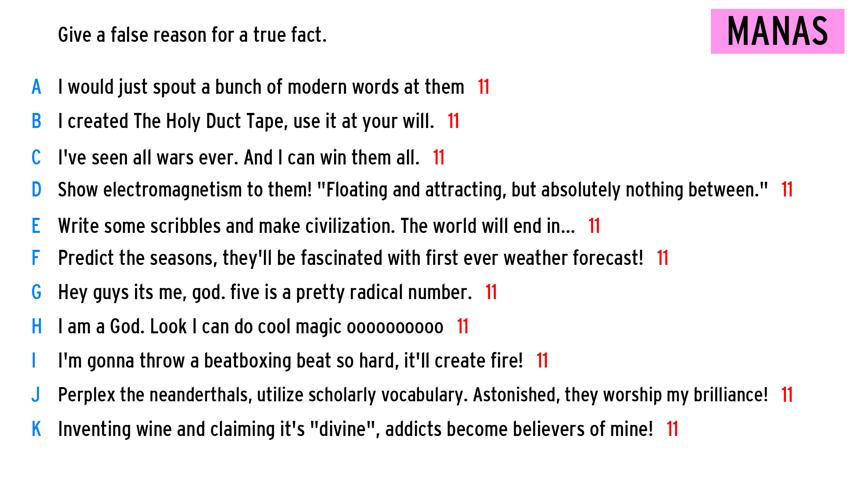 Give a false reason for a true fact.
MANAS
A I would just spout a bunch of modern words at them 11
B I created The Holy Duct Tape, use it at your will. 11
C I've seen all wars ever. And I can win them all. 11
D Show electromagnetism to them! "Floating and attracting, but absolutely nothing between." 11
E Write some scribbles and make civilization. The world will end in... 11
F Predict the seasons, they'll be fascinated with first ever weather forecast! 11
G Hey guys its me, god. five is a pretty radical number. 11
H I am a God. Look I can do cool magic oooooooooo 11
I I'm gonna throw a beatboxing beat so hard, it'll create fire! 11
J Perplex the neanderthals, utilize scholarly vocabulary. Astonished, they worship my brilliance! 11
K Inventing wine and claiming it's "divine", addicts become believers of mine! 11